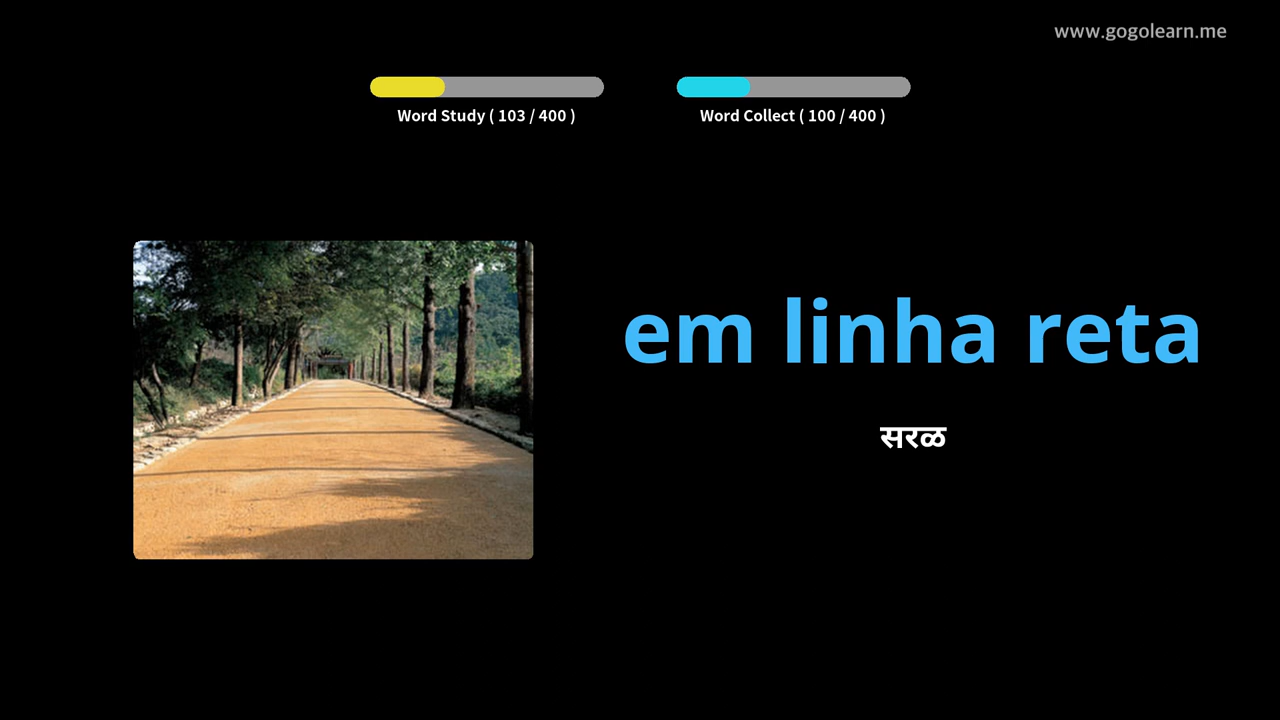 www.gogolearn.me
Word Study ( 103 / 400 )
Word Collect ( 100 / 400 )
em linha reta
सरळ